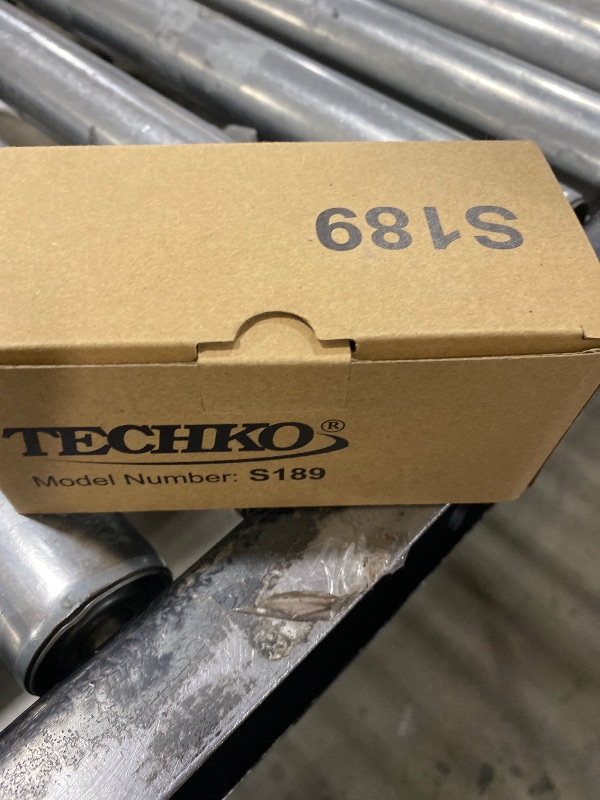 S189
TECHKO®
Model Number: S189